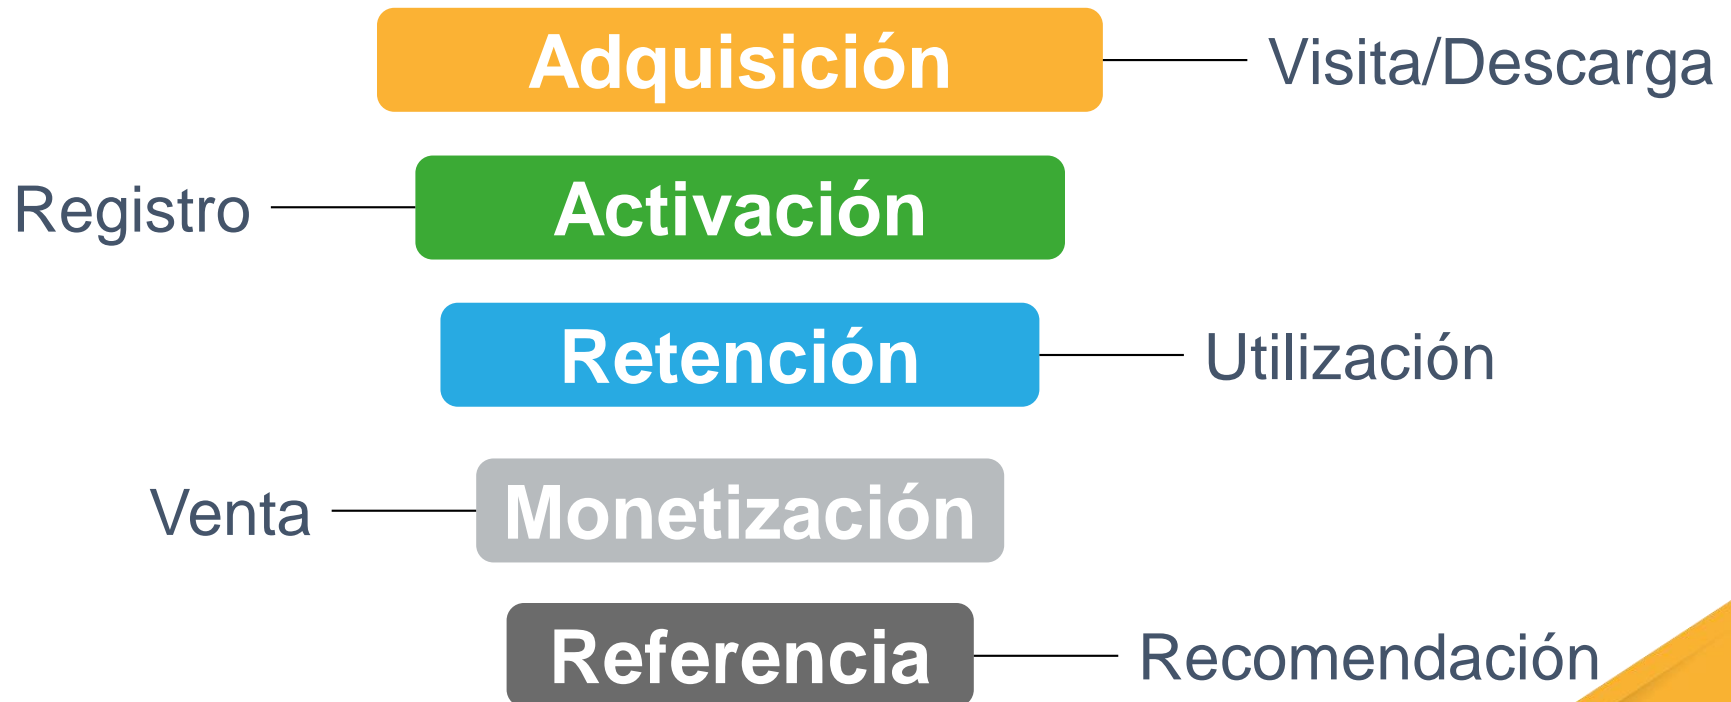 Adquisición
Visita/Descarga
Registro
Activación
Retención
Utilización
Venta
Monetización
Referencia
Recomendación